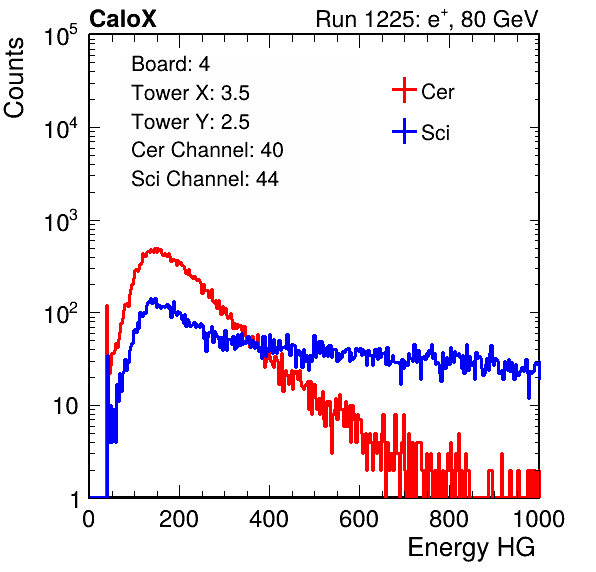 CaloX Run 1225: e⁺, 80 GeV
Counts
Board: 4
Tower X: 3.5
Tower Y: 2.5
Cer Channel: 40
Sci Channel: 44
Cer
Sci
10⁵
10⁴
10³
10²
10
1
0 200 400 600 800 1000
Energy HG